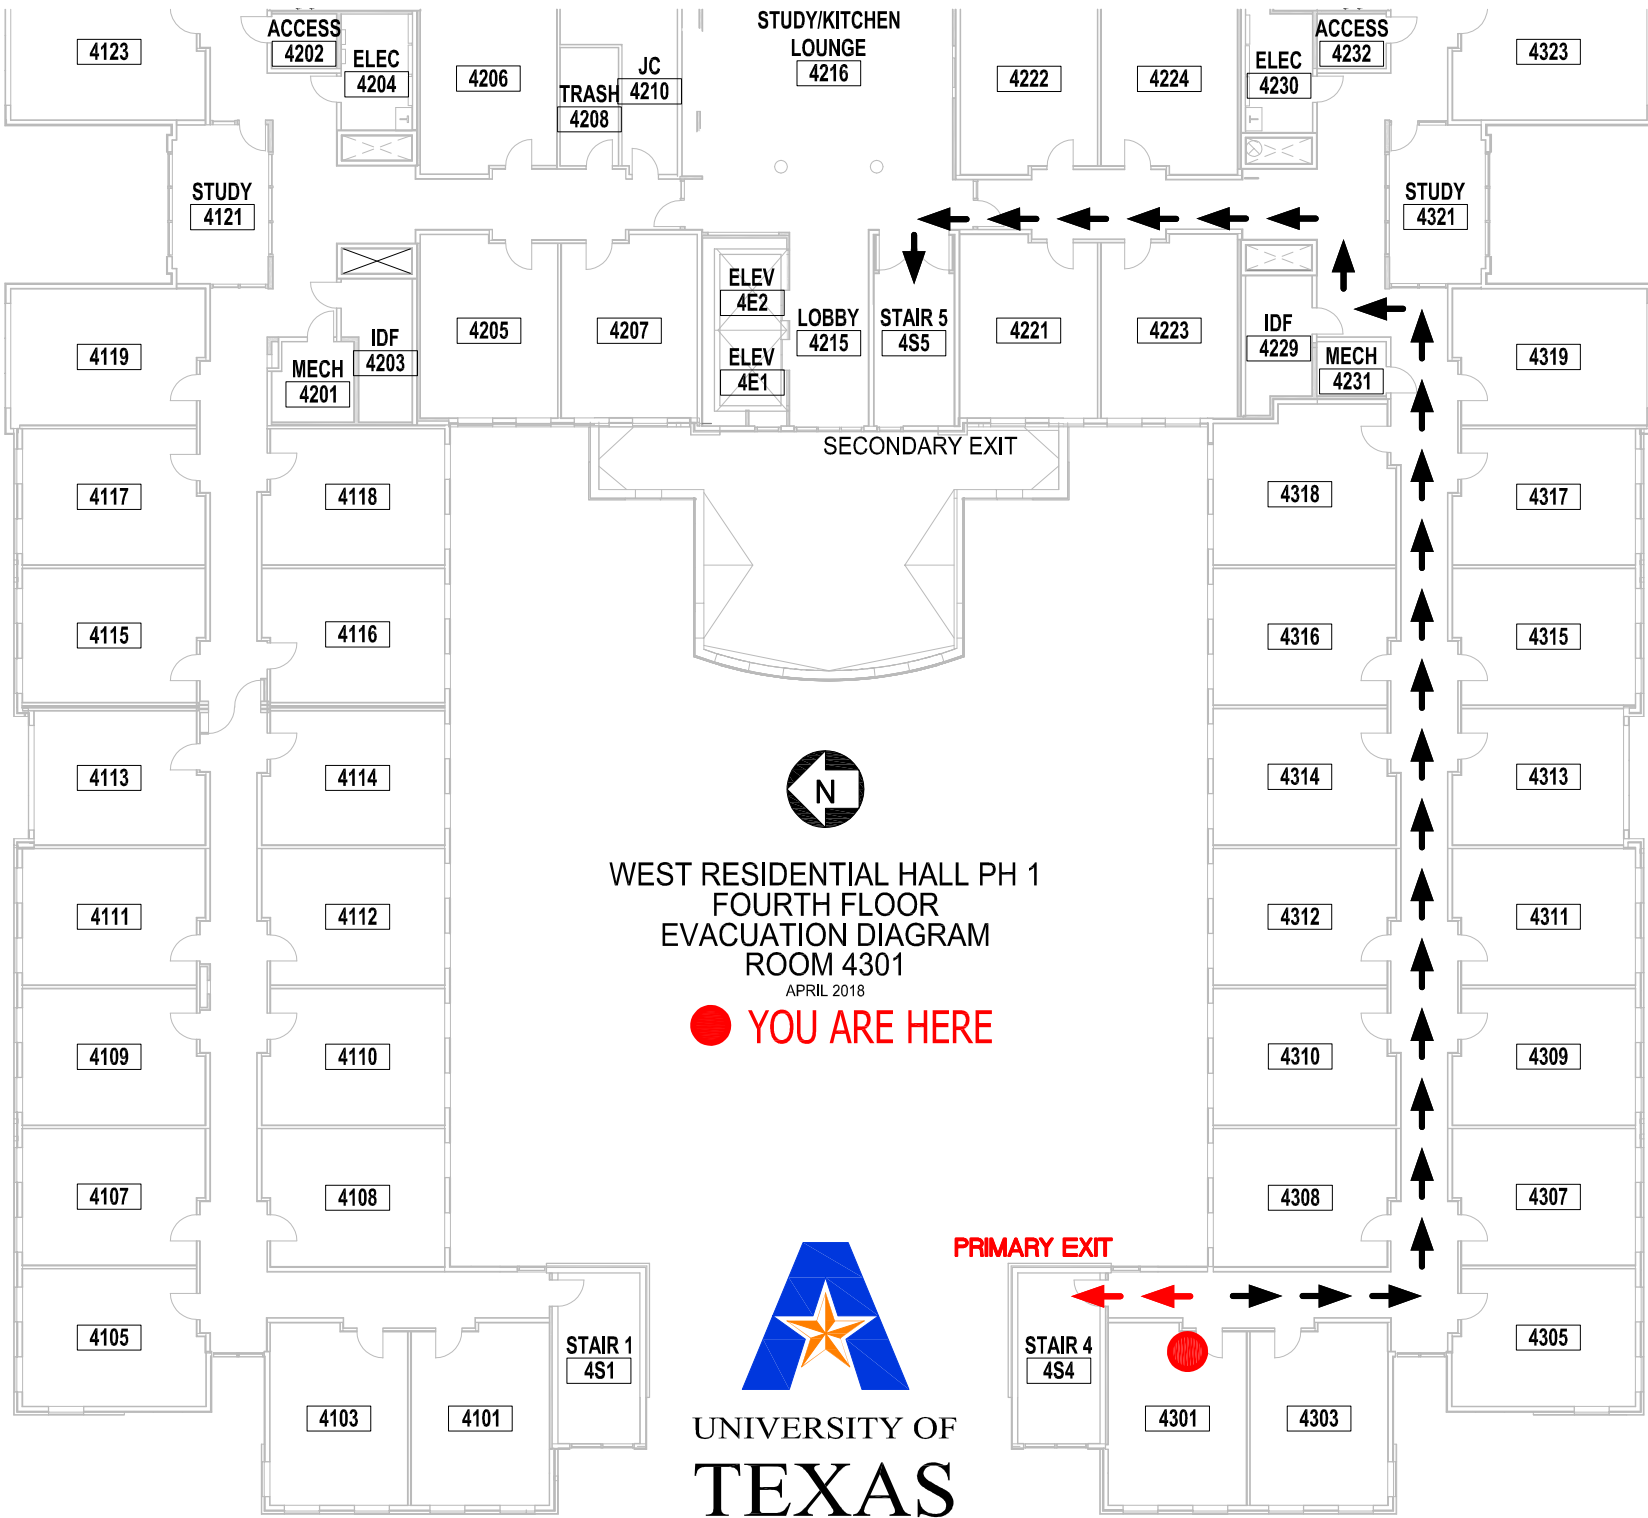 ACCESS
4202
STUDY/KITCHEN
LOUNGE
4216
ACCESS
4232
4123
ELEC
4204
4206
JC
4210
TRASH
4208
4222
4224
ELEC
4230
4323
STUDY
4121
STUDY
4321
4119
MECH
4201
IDF
4203
4205
4207
ELEV
4E2
ELEV
4E1
LOBBY
4215
STAIR 5
4S5
4221
4223
IDF
4229
MECH
4231
4319
SECONDARY EXIT
4117
4118
4318
4317
4115
4116
4316
4315
4113
4114
4314
4313
N
WEST RESIDENTIAL HALL PH 1
FOURTH FLOOR
EVACUATION DIAGRAM
ROOM 4301
APRIL 2018
YOU ARE HERE
4111
4112
4312
4311
4109
4110
4310
4309
4107
4108
4308
4307
PRIMARY EXIT
4105
STAIR 1
4S1
STAIR 4
4S4
4305
4103
4101
4301
4303
UNIVERSITY OF
TEXAS